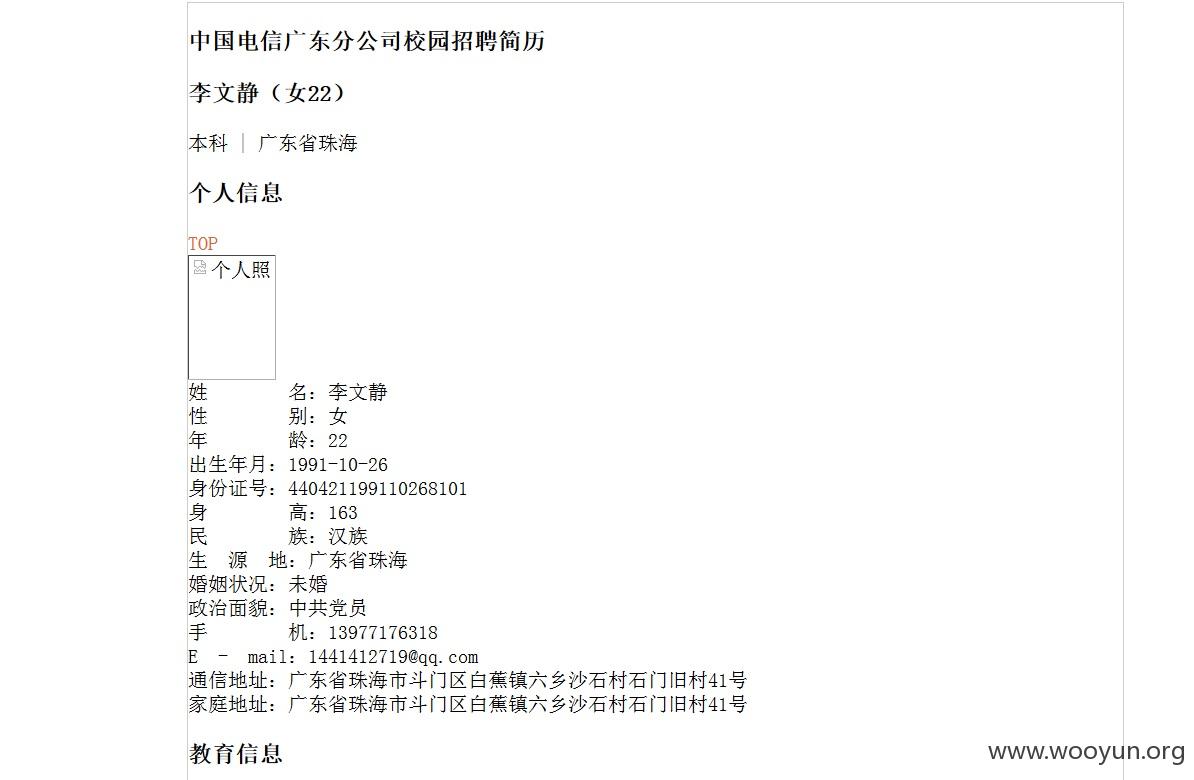 中国电信广东分公司校园招聘简历
李文静（女22）
本科 | 广东省珠海
个人信息
TOP
个人照
姓 名：李文静
性 别：女
年 龄：22
出生年月：1991-10-26
身份证号：440421199110268101
身 高：163
民 族：汉族
生 源 地：广东省珠海
婚姻状况：未婚
政治面貌：中共党员
手 机：13977176318
E - mail：1441412719@qq.com
通信地址：广东省珠海市斗门区白蕉镇六乡沙石村石门旧村41号
家庭地址：广东省珠海市斗门区白蕉镇六乡沙石村石门旧村41号
教育信息
www.wooyun.org